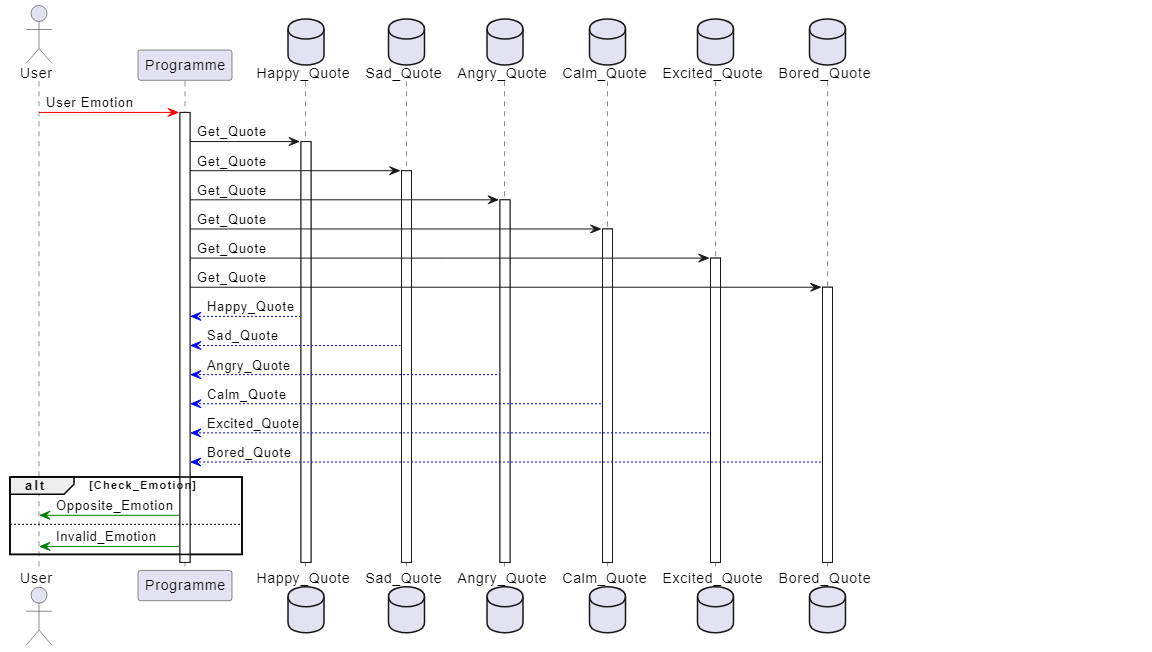 User
Programme
Happy_Quote
Sad_Quote
Angry_Quote
Calm_Quote
Excited_Quote
Bored_Quote
User Emotion
Get_Quote
Get_Quote
Get_Quote
Get_Quote
Get_Quote
Get_Quote
Happy_Quote
Sad_Quote
Angry_Quote
Calm_Quote
Excited_Quote
Bored_Quote
alt
[Check_Emotion]
Opposite_Emotion
Invalid_Emotion
User
Programme
Happy_Quote
Sad_Quote
Angry_Quote
Calm_Quote
Excited_Quote
Bored_Quote